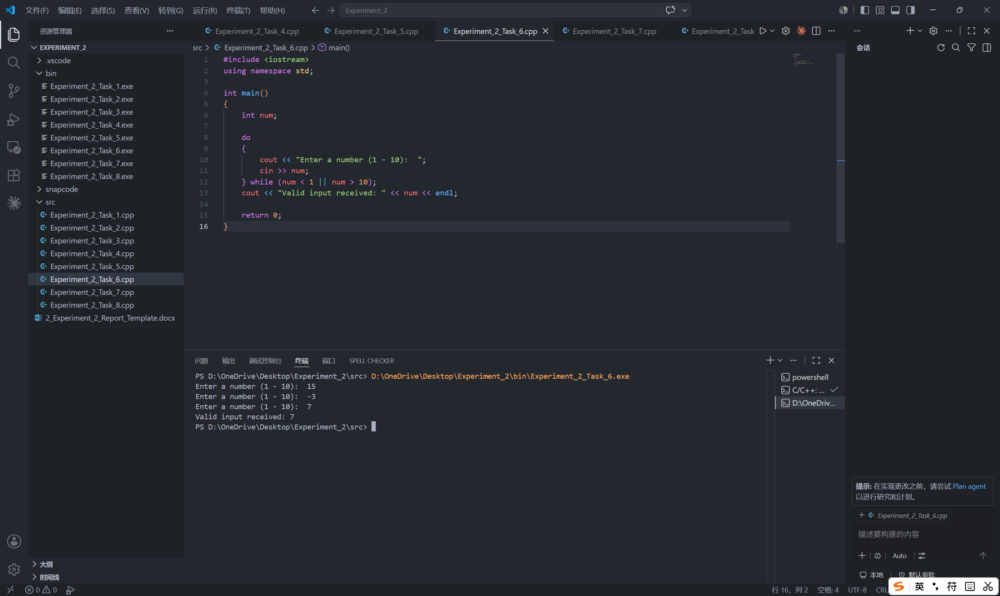 文件(F) 编辑(E) 选择(S) 查看(V) 转到(G) 运行(R) 终端(T) 帮助(H)
Experiment_2
资源管理器
EXPERIMENT_2
.vscode
bin
Experiment_2_Task_1.exe
Experiment_2_Task_2.exe
Experiment_2_Task_3.exe
Experiment_2_Task_4.exe
Experiment_2_Task_5.exe
Experiment_2_Task_6.exe
Experiment_2_Task_7.exe
Experiment_2_Task_8.exe
snapcode
src
Experiment_2_Task_1.cpp
Experiment_2_Task_2.cpp
Experiment_2_Task_3.cpp
Experiment_2_Task_4.cpp
Experiment_2_Task_5.cpp
Experiment_2_Task_6.cpp
Experiment_2_Task_7.cpp
Experiment_2_Task_8.cpp
2_Experiment_2_Report_Template.docx
大纲
时间线
Experiment_2_Task_4.cpp Experiment_2_Task_5.cpp Experiment_2_Task_6.cpp Experiment_2_Task_7.cpp Experiment_2_Task
src > Experiment_2_Task_6.cpp > main()
1 #include <iostream>
2 using namespace std;
3
4 int main()
5 {
6 int num;
7
8 do
9 {
10 cout << "Enter a number (1 - 10):  ";
11 cin >> num;
12 } while (num < 1 || num > 10);
13 cout << "Valid input received: " << num << endl;
14
15 return 0;
16 }
问题 输出 调试控制台 终端 端口 SPELL CHECKER
PS D:\OneDrive\Desktop\Experiment_2\src> D:\OneDrive\Desktop\Experiment_2\bin\Experiment_2_Task_6.exe
Enter a number (1 - 10):  15
Enter a number (1 - 10):  -3
Enter a number (1 - 10):  7
Valid input received: 7
PS D:\OneDrive\Desktop\Experiment_2\src>
powershell
C/C++: ...
D:\OneDriv...
会话
提示: 在实现更改之前，请尝试 Plan agent
以进行研究和计划。
Experiment_2_Task_6.cpp
描述要构建的内容
Auto
本地 默认审批
0 0
行 16，列 2 空格: 4 UTF-8 CRL
英 符